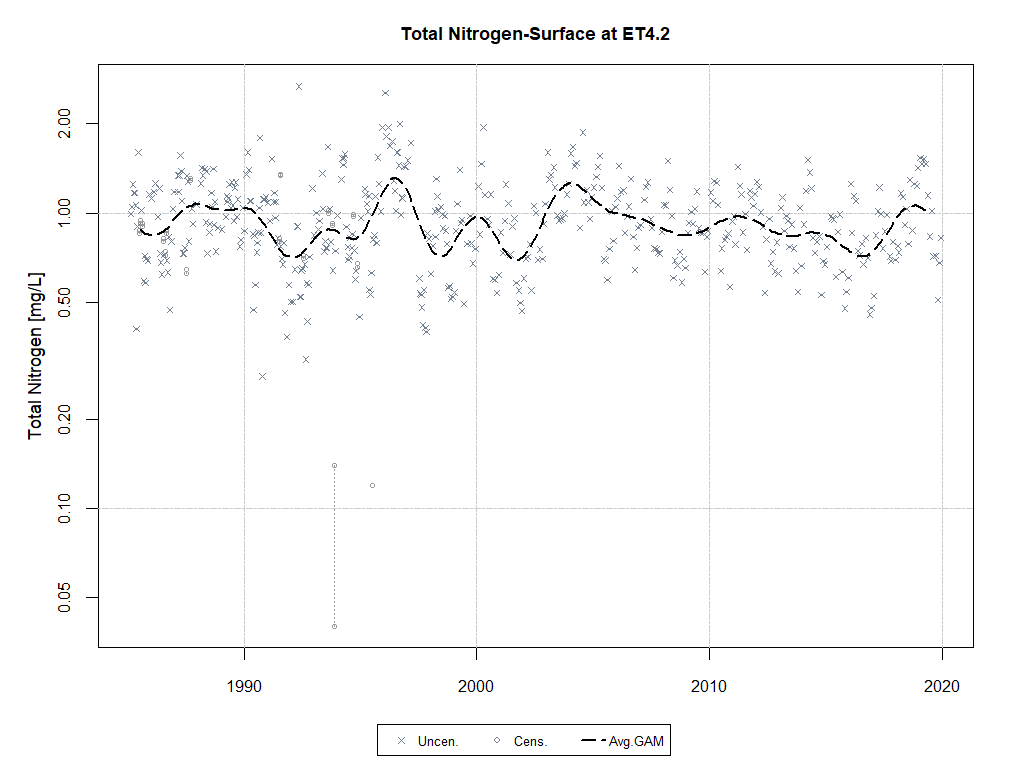 Total Nitrogen-Surface at ET4.2
Total Nitrogen [mg/L]
2.00
1.00
0.50
0.20
0.10
0.05
1990 2000 2010 2020
Uncen. Cens. Avg.GAM